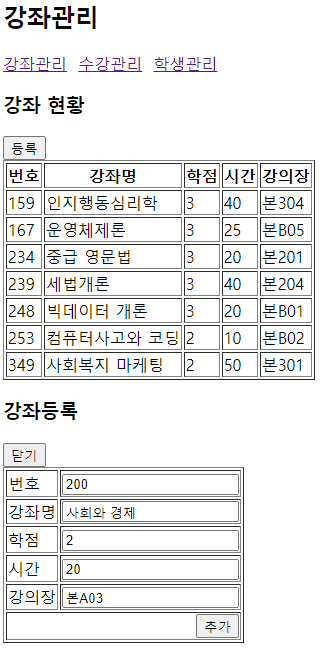 강좌관리
강좌관리 수강관리 학생관리
강좌 현황
등록
번호 강좌명 학점 시간 강의장
159 인지행동심리학 3 40 본304
167 운영체제론 3 25 본B05
234 중급 영문법 3 20 본201
239 세법개론 3 40 본204
248 빅데이터 개론 3 20 본B01
253 컴퓨터사고와 코딩 2 10 본B02
349 사회복지 마케팅 2 50 본301
강좌등록
닫기
번호 200
강좌명 사회와 경제
학점 2
시간 20
강의장 본A03
추가